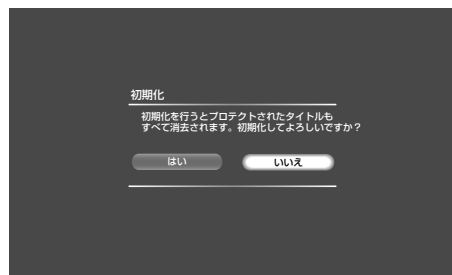 初期化
初期化を行うとプロテクトされたタイトルも
すべて消去されます。初期化してよろしいですか？
はい
いいえ